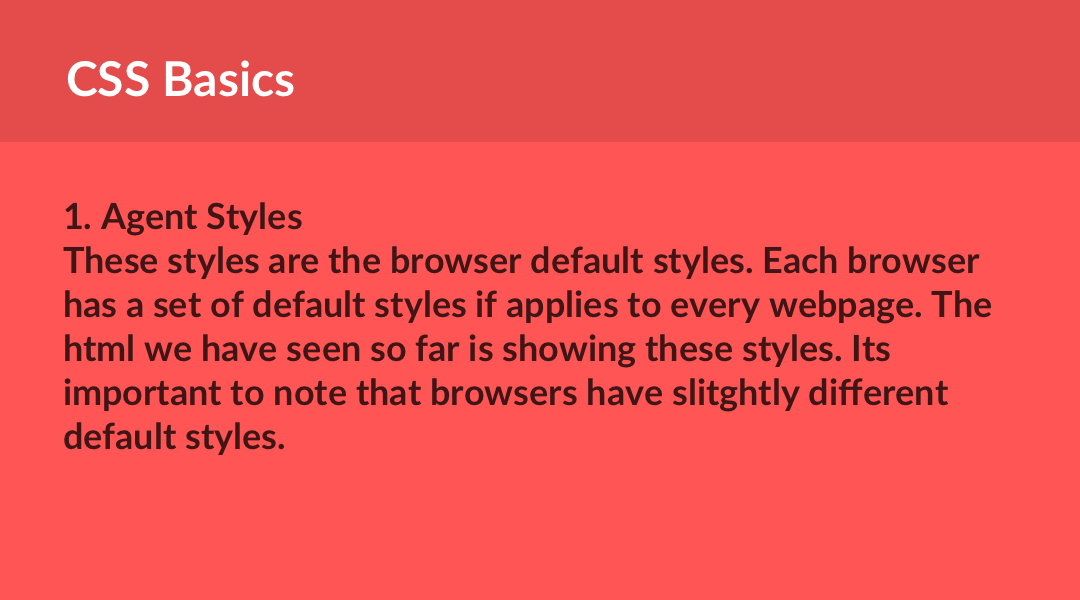 CSS Basics
1. Agent Styles
These styles are the browser default styles. Each browser
has a set of default styles if applies to every webpage. The
html we have seen so far is showing these styles. Its
important to note that browsers have slitghtly different
default styles.